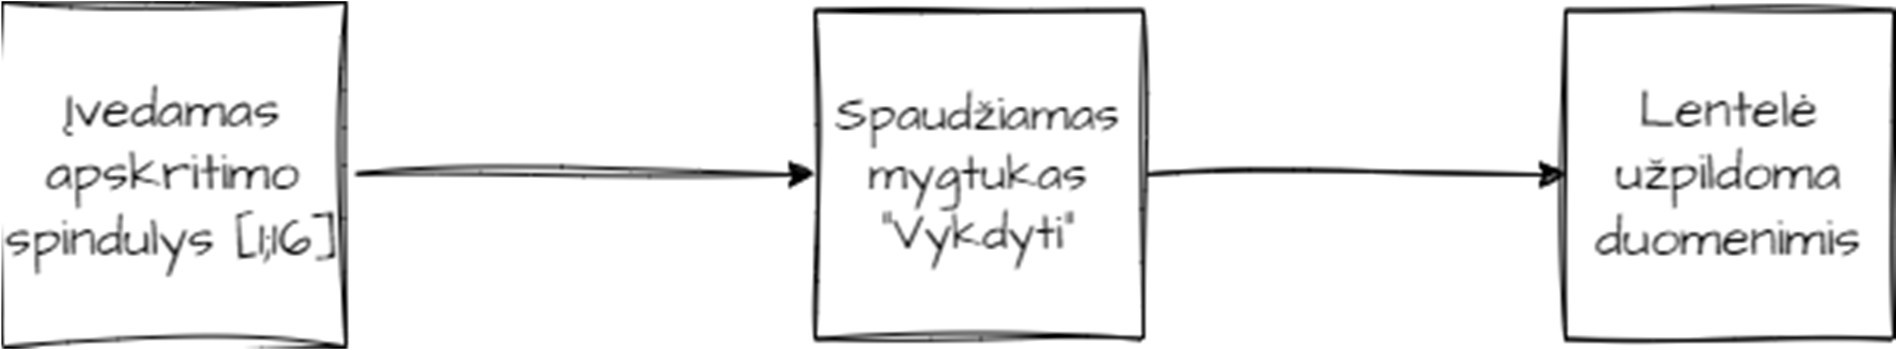 Įvedamas
apskritimo
spindulys [1;16]
Spaudžiamas
mygtukas
"Vykdyti"
Lentelė
užpildoma
duomenimis